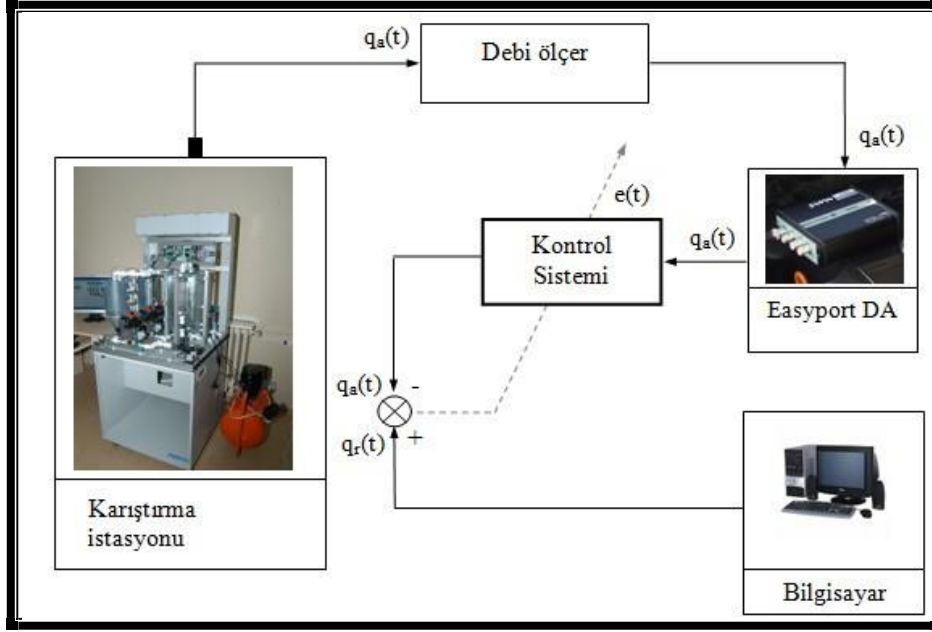 qa(t)
Debi ölçer
qa(t)
e(t)
Kontrol
Sistemi
qa(t)
Easyport DA
qa(t)
-
qr(t)
+
Karıştırma
istasyonu
Bilgisayar